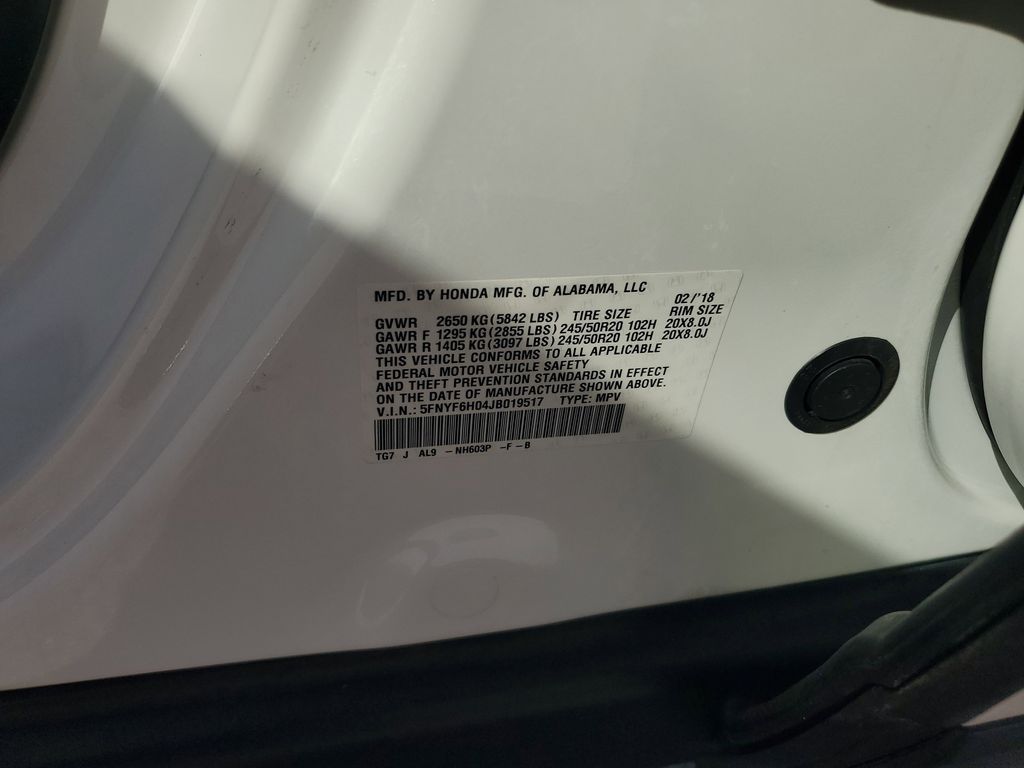 MFD. BY HONDA MFG. OF ALABAMA, LLC 02/'18
GVWR 2650 KG(5842 LBS) TIRE SIZE RIM SIZE
GAWR F 1295 KG(2855 LBS) 245/50R20 102H 20X8.0J
GAWR R 1405 KG(3097 LBS) 245/50R20 102H 20X8.0J
THIS VEHICLE CONFORMS TO ALL APPLICABLE
FEDERAL MOTOR VEHICLE SAFETY
AND THEFT PREVENTION STANDARDS IN EFFECT
ON THE DATE OF MANUFACTURE SHOWN ABOVE.
V.I.N.: 5FNYF6H04JB019517 TYPE: MPV
TG7 J AL9 -NH603P -F-B